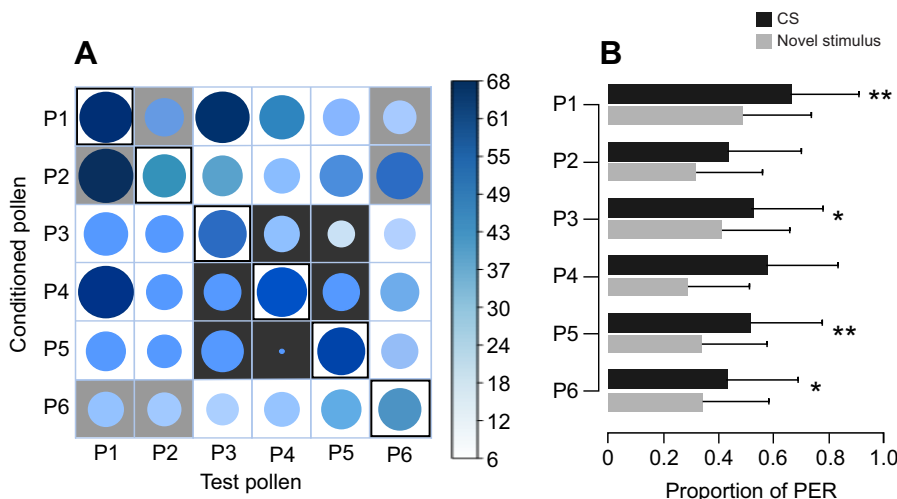 CS
Novel stimulus
A
B
68
61
55
49
43
37
30
24
18
12
6
Conditioned pollen
P1
P2
P3
P4
P5
P6
P1 P2 P3 P4 P5 P6
Test pollen
P1 **
P2
P3 *
P4
P5 **
P6 *
0 0.2 0.4 0.6 0.8 1.0
Proportion of PER